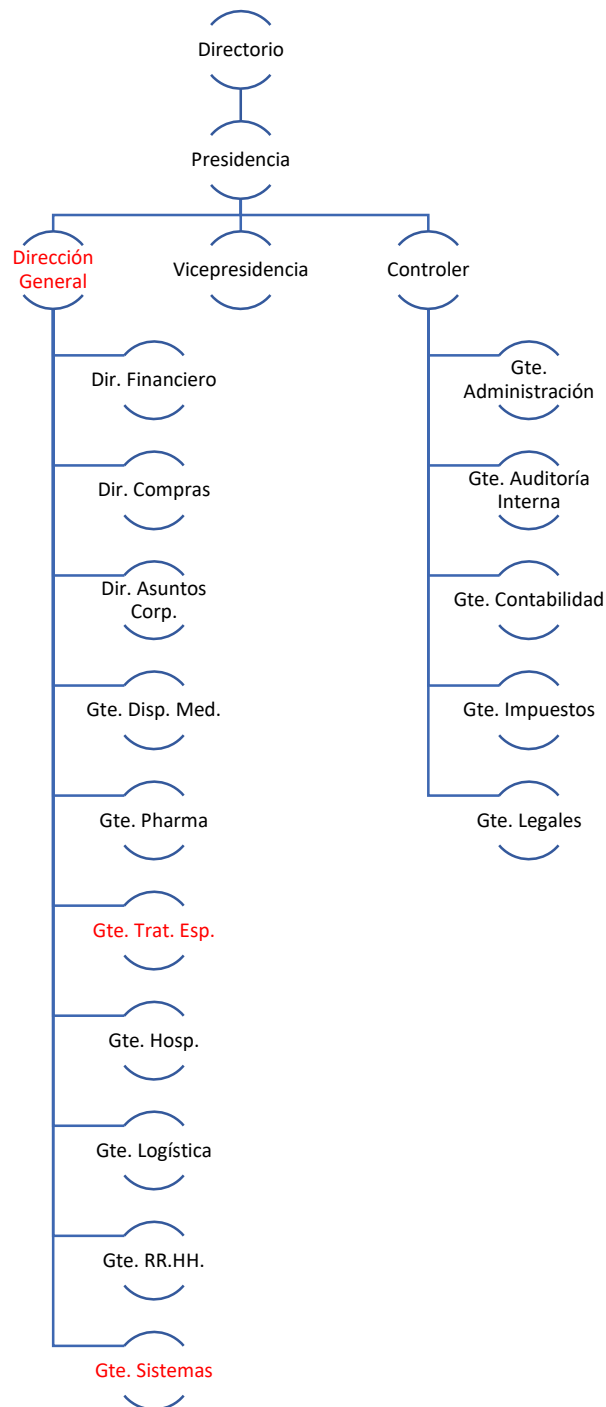 Directorio
Presidencia
Dirección
General
Vicepresidencia
Controler
Dir. Financiero
Dir. Compras
Dir. Asuntos
Corp.
Gte. Disp. Med.
Gte. Pharma
Gte. Trat. Esp.
Gte. Hosp.
Gte. Logística
Gte. RR.HH.
Gte. Sistemas
Gte.
Administración
Gte. Auditoría
Interna
Gte. Contabilidad
Gte. Impuestos
Gte. Legales